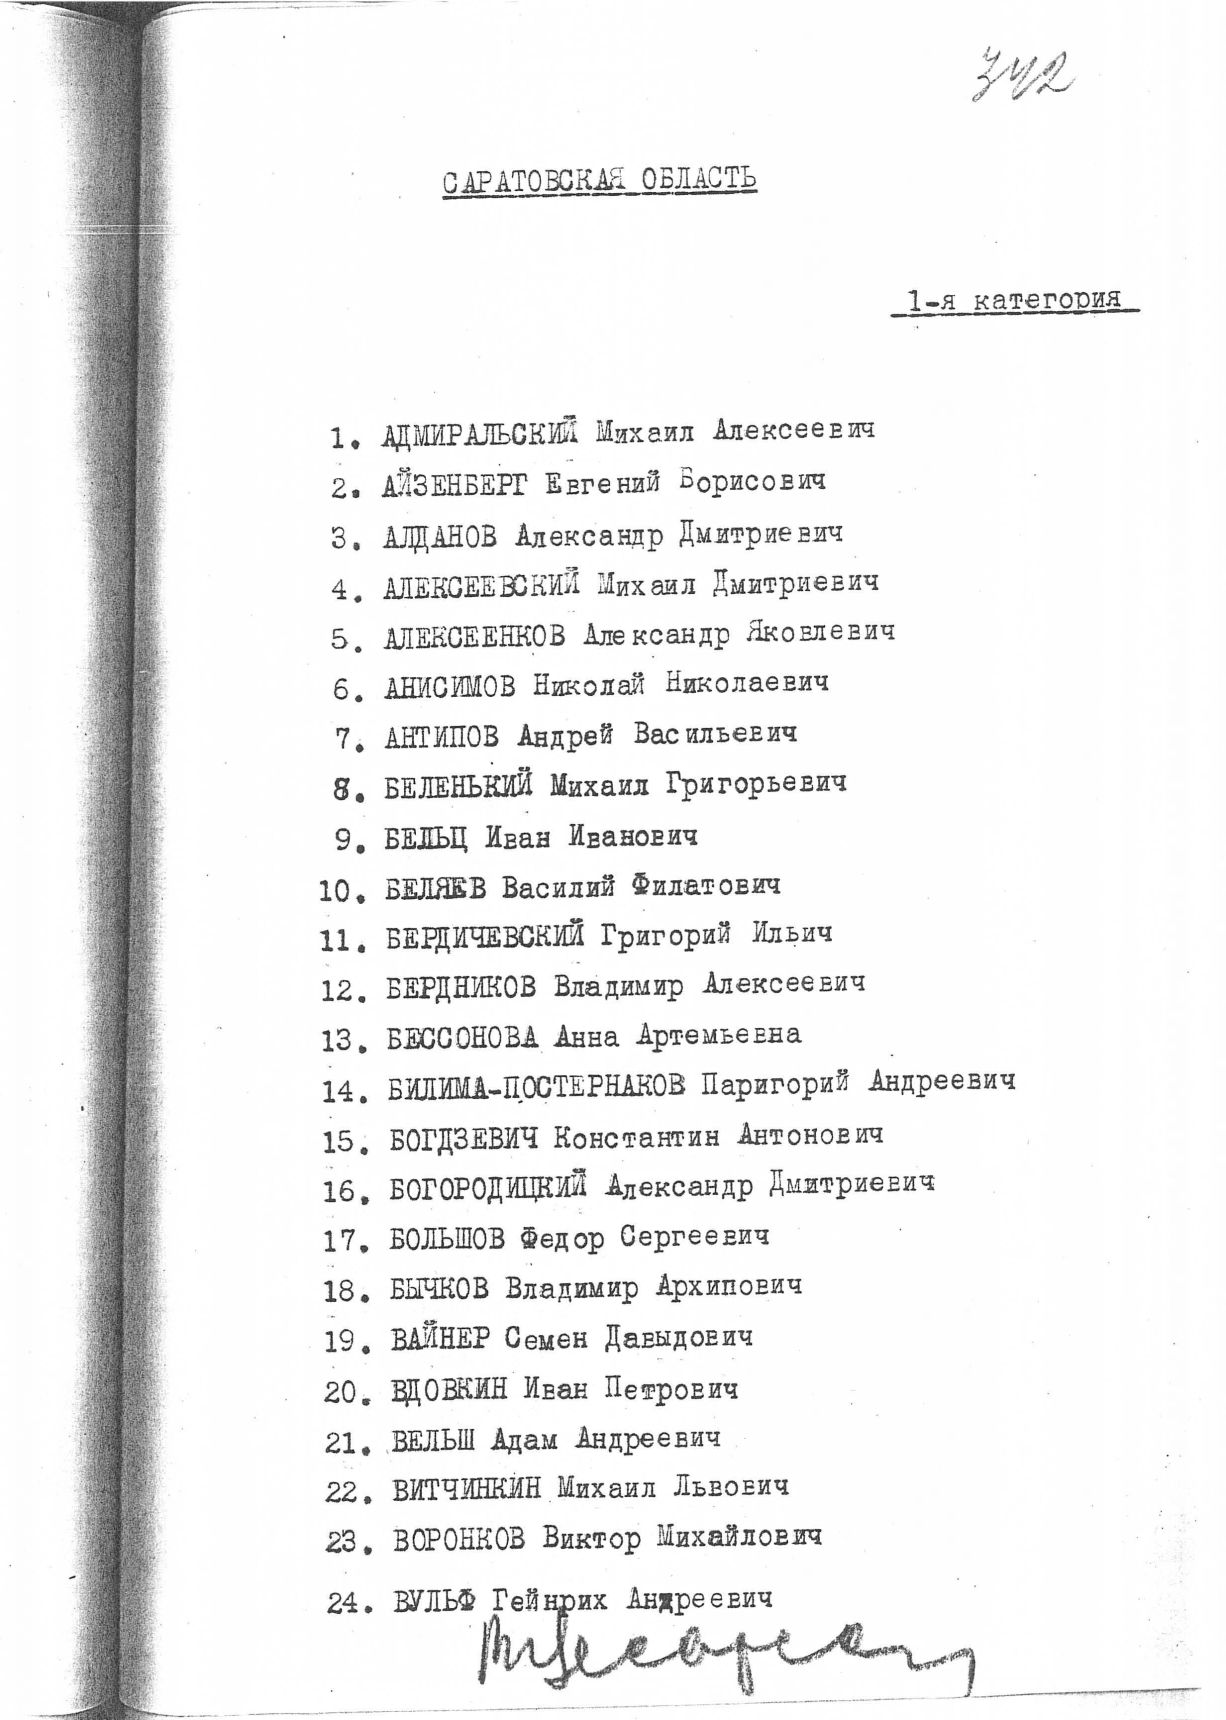 342
САРАТОВСКАЯ ОБЛАСТЬ
1-я категория
1. АДМИРАЛЬСКИЙ Михаил Алексеевич
2. АЙЗЕНБЕРГ Евгений Борисович
3. АЛДАНОВ Александр Дмитриевич
4. АЛЕКСЕЕВСКИЙ Михаил Дмитриевич
5. АЛЕКСЕЕНКОВ Александр Яковлевич
6. АНИСИМОВ Николай Николаевич
7. АНТИПОВ Андрей Васильевич
8. БЕЛЕНЬКИЙ Михаил Григорьевич
9. БЕЛЬЦ Иван Иванович
10. БЕЛЯЕВ Василий Филатович
11. БЕРДИЧЕВСКИЙ Григорий Ильич
12. БЕРДНИКОВ Владимир Алексеевич
13. БЕССОНОВА Анна Артемьевна
14. БИЛИМА-ПОСТЕРНАКОВ Паригорий Андреевич
15. БОГДЗЕВИЧ Константин Антонович
16. БОГОРОДИЦКИЙ Александр Дмитриевич
17. БОЛЬШОВ Федор Сергеевич
18. БЫЧКОВ Владимир Архипович
19. ВАЙНЕР Семен Давыдович
20. ВДОВКИН Иван Петрович
21. ВЕЛЬШ Адам Андреевич
22. ВИТЧИНКИН Михаил Львович
23. ВОРОНКОВ Виктор Михайлович
24. ВУЛЬФ Гейнрих Андреевич